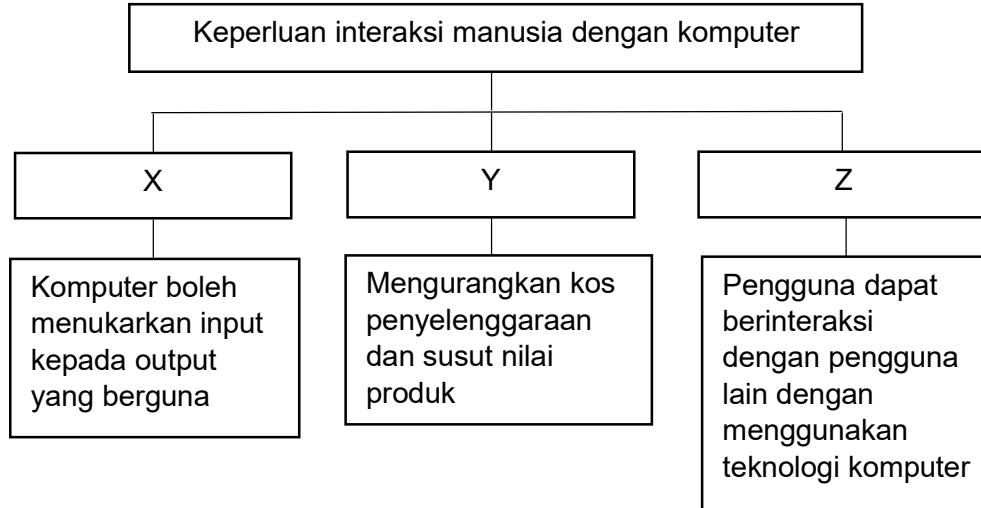 Keperluan interaksi manusia dengan komputer
X
Y
Z
Komputer boleh
menukarkan input
kepada output
yang berguna
Mengurangkan kos
penyelenggaraan
dan susut nilai
produk
Pengguna dapat
berinteraksi
dengan pengguna
lain dengan
menggunakan
teknologi komputer